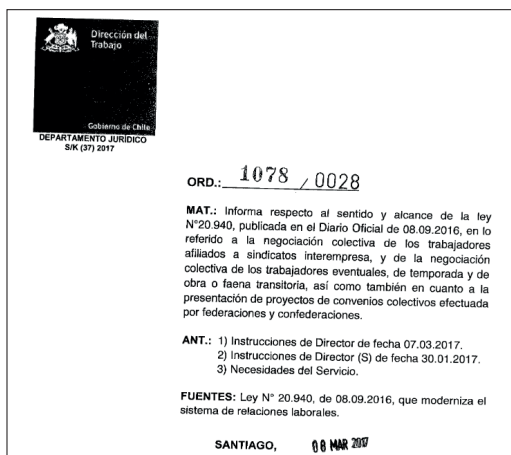 Dirección del
Trabajo
Gobierno de Chile
DEPARTAMENTO JURÍDICO
S/K (37) 2017
ORD.: 1078 / 0028
MAT.: Informa respecto al sentido y alcance de la ley
N°20.940, publicada en el Diario Oficial de 08.09.2016, en lo
referido a la negociación colectiva de los trabajadores
afiliados a sindicatos interempresa, y de la negociación
colectiva de los trabajadores eventuales, de temporada y de
obra o faena transitoria, así como también en cuanto a la
presentación de proyectos de convenios colectivos efectuada
por federaciones y confederaciones.
ANT.: 1) Instrucciones de Director de fecha 07.03.2017.
2) Instrucciones de Director (S) de fecha 30.01.2017.
3) Necesidades del Servicio.
FUENTES: Ley N° 20.940, de 08.09.2016, que moderniza el
sistema de relaciones laborales.
SANTIAGO, 08 MAR 2017